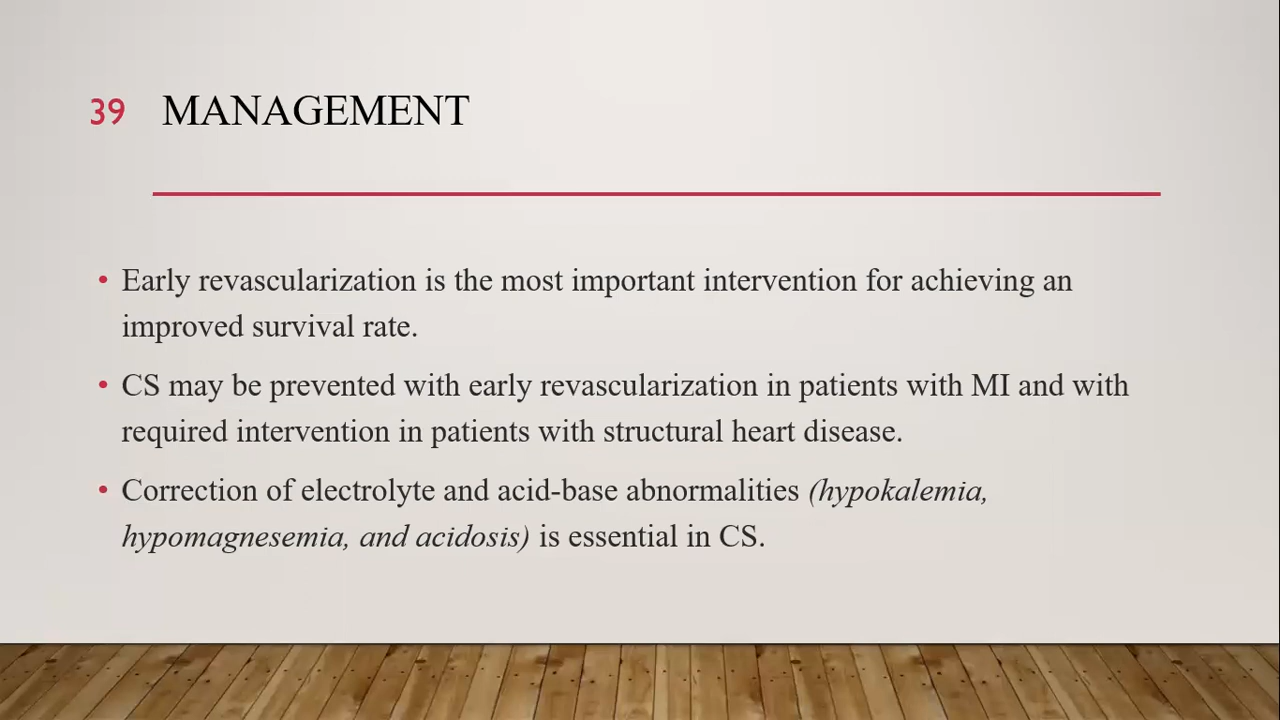 39 MANAGEMENT
• Early revascularization is the most important intervention for achieving an
improved survival rate.
• CS may be prevented with early revascularization in patients with MI and with
required intervention in patients with structural heart disease.
• Correction of electrolyte and acid-base abnormalities (hypokalemia,
hypomagnesemia, and acidosis) is essential in CS.